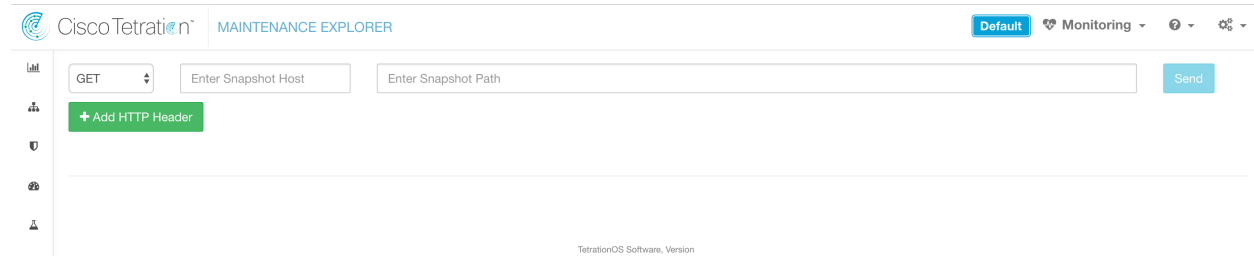 Cisco Tetration™ MAINTENANCE EXPLORER Default Monitoring
GET Enter Snapshot Host Enter Snapshot Path Send
+ Add HTTP Header
TetrationOS Software, Version